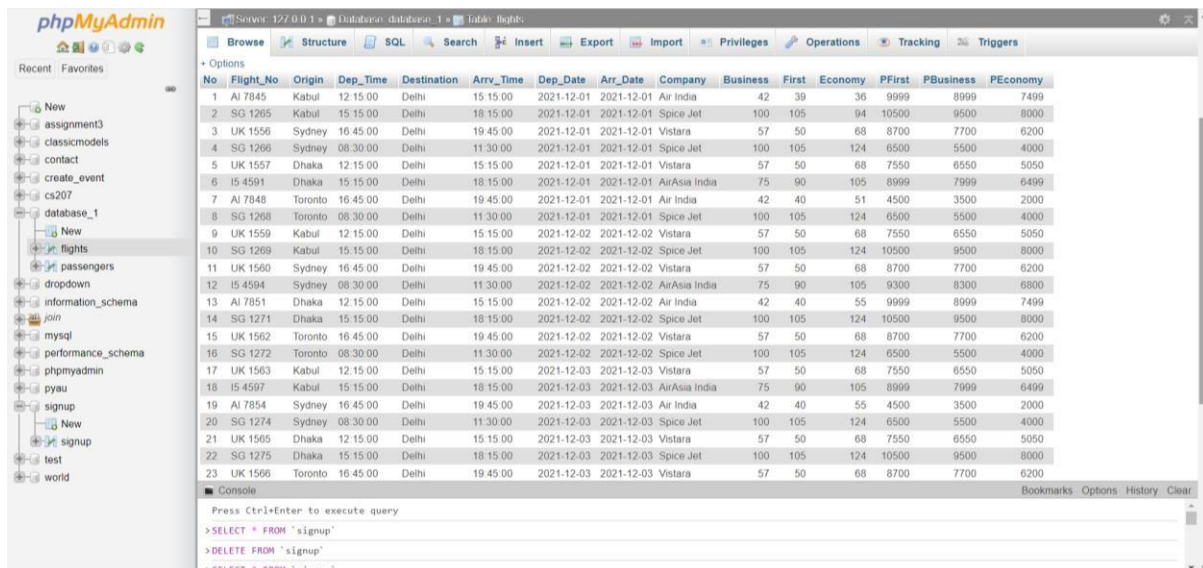 phpMyAdmin
Recent Favorites
New
assignment3
classicmodels
contact
create_event
cs207
database_1
New
flights
passengers
dropdown
information_schema
join
mysql
performance_schema
phpmyadmin
pyau
signup
New
signup
test
world
Server: 127.0.0.1 » Database: database_1 » Table: flights
Browse Structure SQL Search Insert Export Import Privileges Operations Tracking Triggers
+ Options
No Flight_No Origin Dep_Time Destination Arrv_Time Dep_Date Arr_Date Company Business First Economy PFirst PBusiness PEconomy
1 AI 7845 Kabul 12:15:00 Delhi 15:15:00 2021-12-01 2021-12-01 Air India 42 39 36 9999 8999 7499
2 SG 1265 Kabul 15:15:00 Delhi 18:15:00 2021-12-01 2021-12-01 Spice Jet 100 105 94 10500 9500 8000
3 UK 1556 Sydney 16:45:00 Delhi 19:45:00 2021-12-01 2021-12-01 Vistara 57 50 68 8700 7700 6200
4 SG 1266 Sydney 08:30:00 Delhi 11:30:00 2021-12-01 2021-12-01 Spice Jet 100 105 124 6500 5500 4000
5 UK 1557 Dhaka 12:15:00 Delhi 15:15:00 2021-12-01 2021-12-01 Vistara 57 50 68 7550 6550 5050
6 I5 4591 Dhaka 15:15:00 Delhi 18:15:00 2021-12-01 2021-12-01 AirAsia India 75 90 105 8999 7999 6499
7 AI 7848 Toronto 16:45:00 Delhi 19:45:00 2021-12-01 2021-12-01 Air India 42 40 51 4500 3500 2000
8 SG 1268 Toronto 08:30:00 Delhi 11:30:00 2021-12-01 2021-12-01 Spice Jet 100 105 124 6500 5500 4000
9 UK 1559 Kabul 12:15:00 Delhi 15:15:00 2021-12-02 2021-12-02 Vistara 57 50 68 7550 6550 5050
10 SG 1269 Kabul 15:15:00 Delhi 18:15:00 2021-12-02 2021-12-02 Spice Jet 100 105 124 10500 9500 8000
11 UK 1560 Sydney 16:45:00 Delhi 19:45:00 2021-12-02 2021-12-02 Vistara 57 50 68 8700 7700 6200
12 I5 4594 Sydney 08:30:00 Delhi 11:30:00 2021-12-02 2021-12-02 AirAsia India 75 90 105 9300 8300 6800
13 AI 7851 Dhaka 12:15:00 Delhi 15:15:00 2021-12-02 2021-12-02 Air India 42 40 55 9999 8999 7499
14 SG 1271 Dhaka 15:15:00 Delhi 18:15:00 2021-12-02 2021-12-02 Spice Jet 100 105 124 10500 9500 8000
15 UK 1562 Toronto 16:45:00 Delhi 19:45:00 2021-12-02 2021-12-02 Vistara 57 50 68 8700 7700 6200
16 SG 1272 Toronto 08:30:00 Delhi 11:30:00 2021-12-02 2021-12-02 Spice Jet 100 105 124 6500 5500 4000
17 UK 1563 Kabul 12:15:00 Delhi 15:15:00 2021-12-03 2021-12-03 Vistara 57 50 68 7550 6550 5050
18 I5 4597 Kabul 15:15:00 Delhi 18:15:00 2021-12-03 2021-12-03 AirAsia India 75 90 105 8999 7999 6499
19 AI 7854 Sydney 16:45:00 Delhi 19:45:00 2021-12-03 2021-12-03 Air India 42 40 55 4500 3500 2000
20 SG 1274 Sydney 08:30:00 Delhi 11:30:00 2021-12-03 2021-12-03 Spice Jet 100 105 124 6500 5500 4000
21 UK 1565 Dhaka 12:15:00 Delhi 15:15:00 2021-12-03 2021-12-03 Vistara 57 50 68 7550 6550 5050
22 SG 1275 Dhaka 15:15:00 Delhi 18:15:00 2021-12-03 2021-12-03 Spice Jet 100 105 124 10500 9500 8000
23 UK 1566 Toronto 16:45:00 Delhi 19:45:00 2021-12-03 2021-12-03 Vistara 57 50 68 8700 7700 6200
Console Bookmarks Options History Clear
Press Ctrl+Enter to execute query
>SELECT * FROM `signup`
>DELETE FROM `signup`